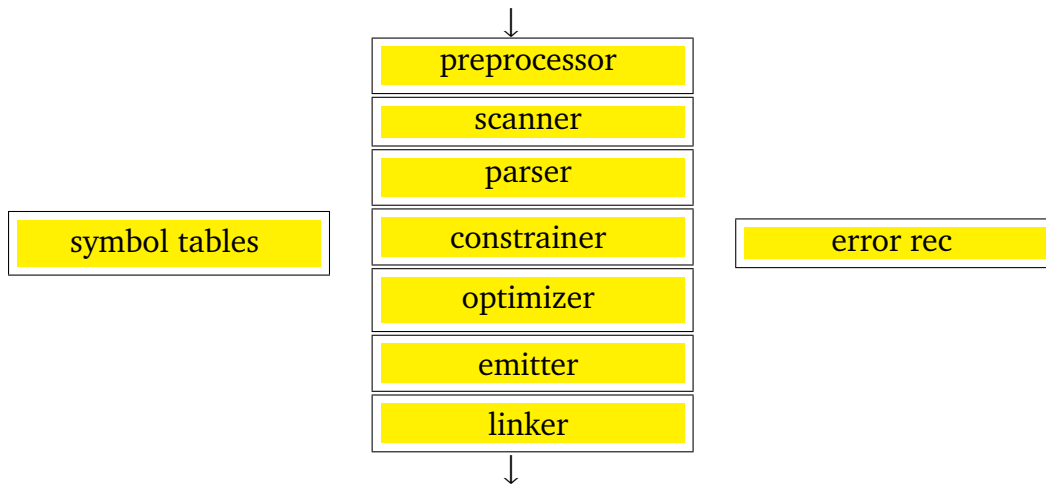 preprocessor
scanner
parser
symbol tables
constrainer
error rec
optimizer
emitter
linker